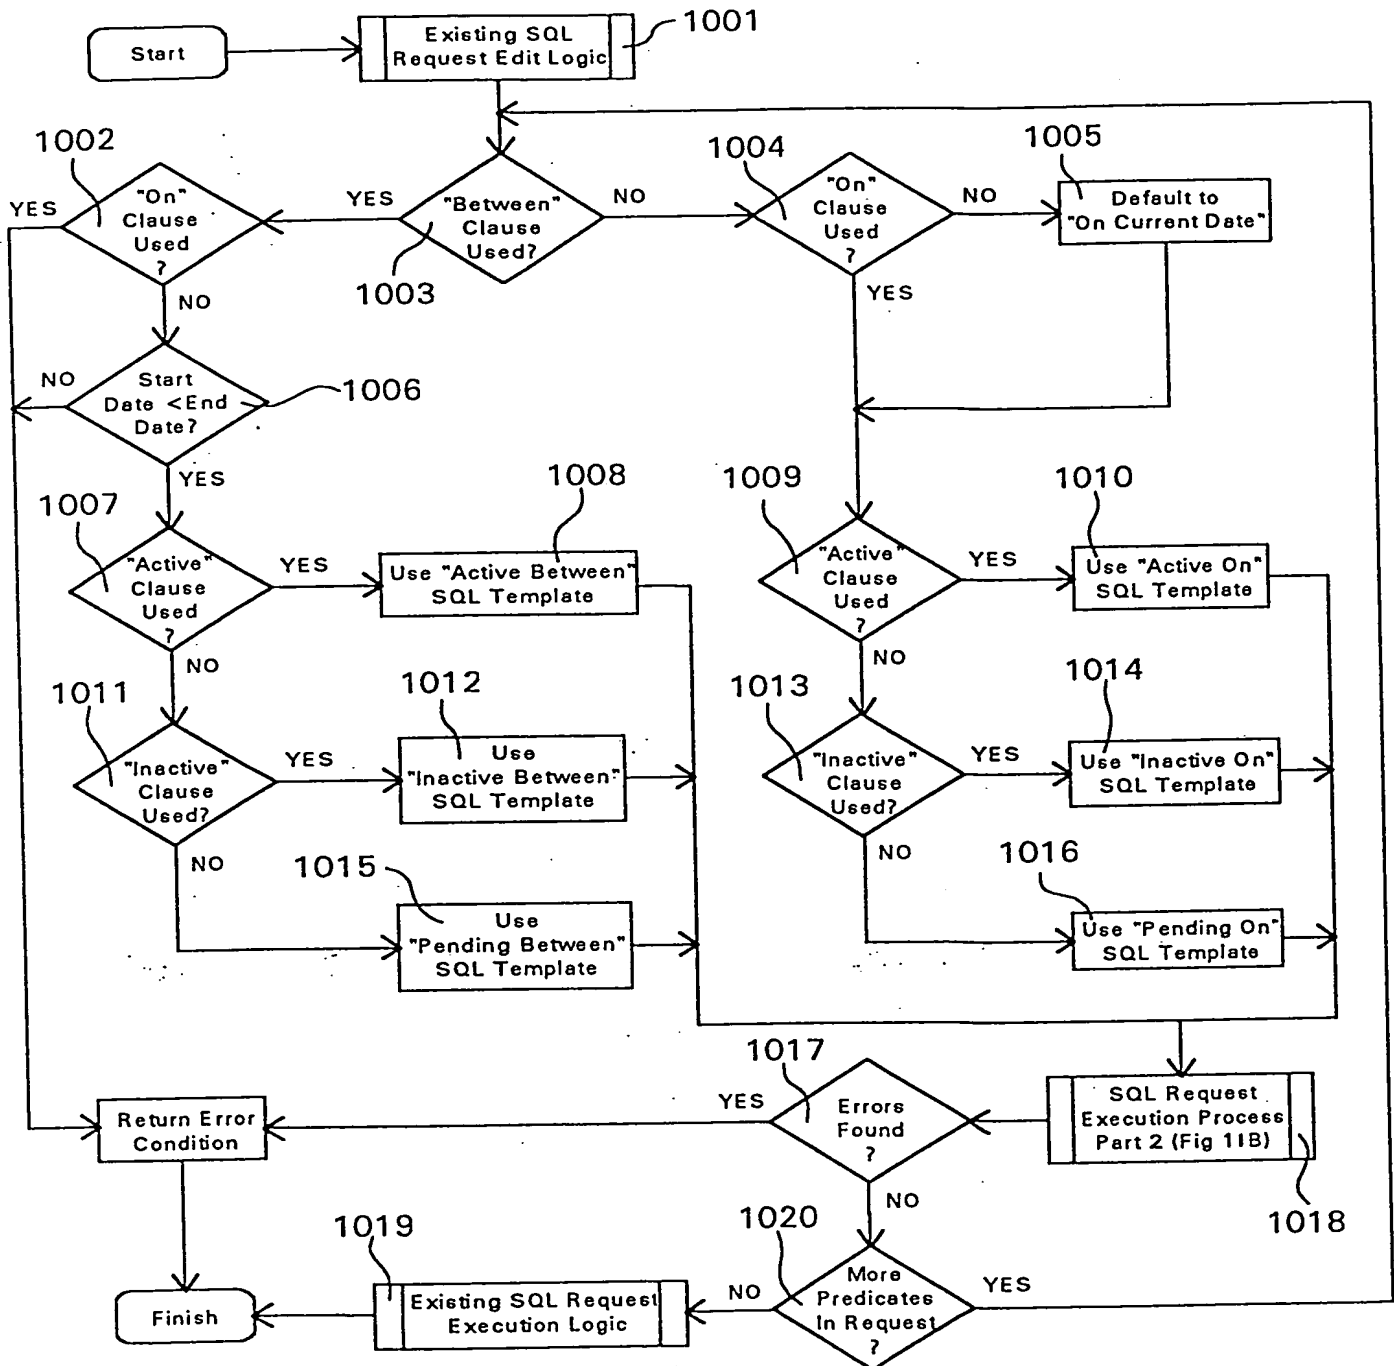 1001
Start
Existing SQL
Request Edit Logic
1002
1003
1004
1005
"On"
Clause
Used
?
YES
NO
"Between"
Clause
Used?
YES
NO
"On"
Clause
Used
?
NO
YES
Default to
"On Current Date"
Start
Date <End
Date?
NO
YES
1006
1007
1008
1009
1010
"Active"
Clause
Used
?
YES
NO
Use "Active Between"
SQL Template
"Active"
Clause
Used
?
YES
NO
Use "Active On"
SQL Template
1011
1012
1013
1014
"Inactive"
Clause
Used?
YES
NO
Use
"Inactive Between"
SQL Template
"Inactive"
Clause
Used?
YES
NO
Use "Inactive On"
SQL Template
1015
1016
Use
"Pending Between"
SQL Template
Use "Pending On"
SQL Template
1017
Return Error
Condition
YES
Errors
Found
?
NO
SQL Request
Execution Process
Part 2 (Fig 11B)
1018
1019
1020
Finish
Existing SQL Request
Execution Logic
NO
More
Predicates
In Request
?
YES